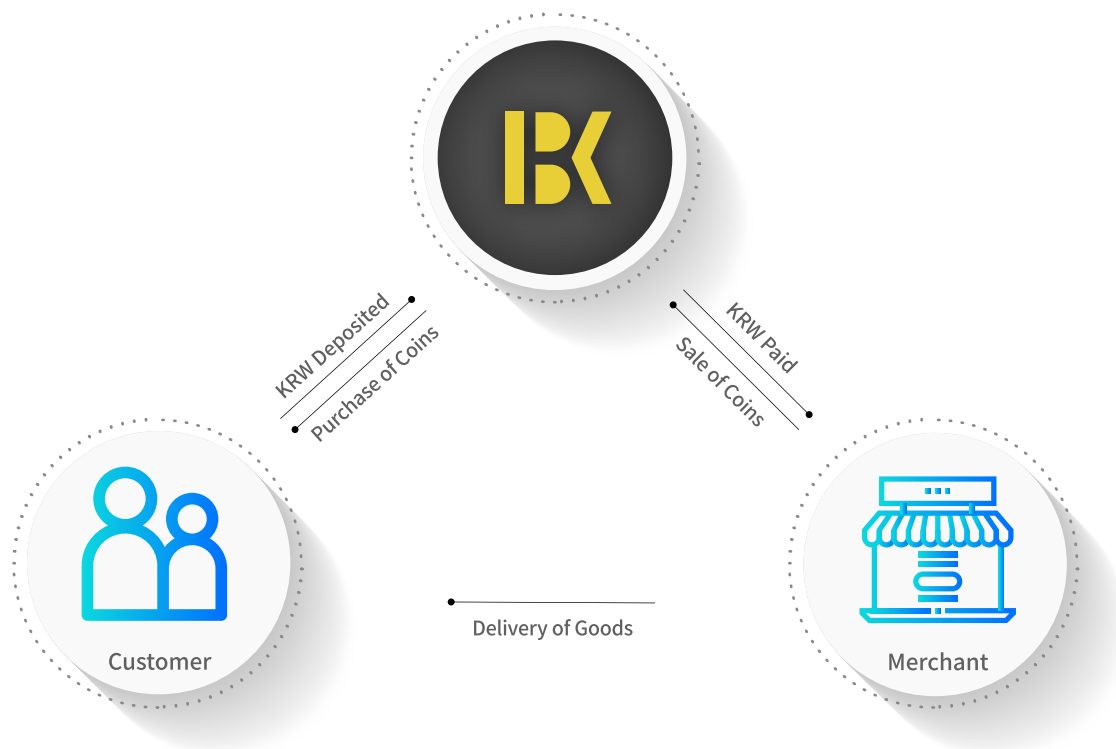 BK
KRW Deposited
Purchase of Coins
KRW Paid
Sale of Coins
Delivery of Goods
Customer
Merchant